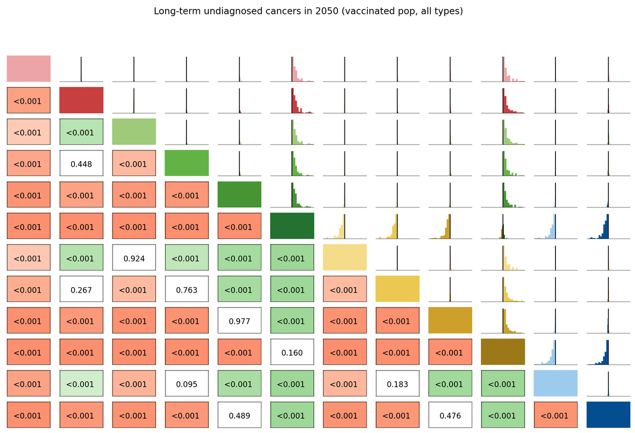 Long-term undiagnosed cancers in 2050 (vaccinated pop, all types)
<0.001
<0.001 <0.001
<0.001 0.448 <0.001
<0.001 <0.001 <0.001 <0.001
<0.001 <0.001 <0.001 <0.001 <0.001
<0.001 <0.001 0.924 <0.001 <0.001 <0.001
<0.001 0.267 <0.001 0.763 <0.001 <0.001 <0.001
<0.001 <0.001 <0.001 <0.001 0.977 <0.001 <0.001 <0.001
<0.001 <0.001 <0.001 <0.001 <0.001 0.160 <0.001 <0.001 <0.001
<0.001 <0.001 <0.001 0.095 <0.001 <0.001 <0.001 0.183 <0.001 <0.001
<0.001 <0.001 <0.001 <0.001 0.489 <0.001 <0.001 <0.001 0.476 <0.001 <0.001